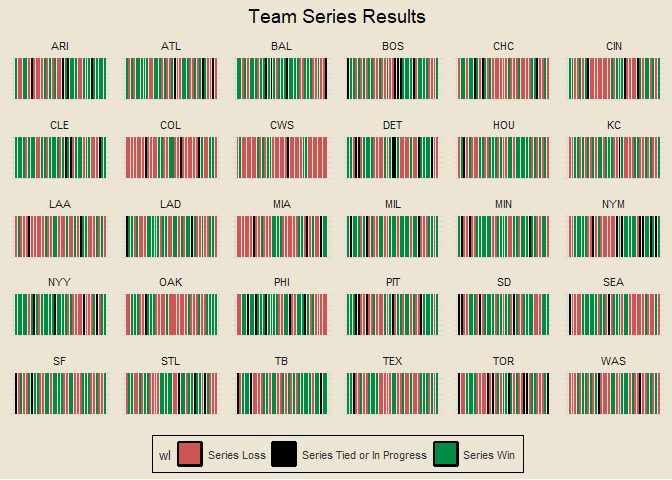 Team Series Results
ARI ATL BAL BOS CHC CIN
CLE COL CWS DET HOU KC
LAA LAD MIA MIL MIN NYM
NYY OAK PHI PIT SD SEA
SF STL TB TEX TOR WAS
wl Series Loss Series Tied or In Progress Series Win